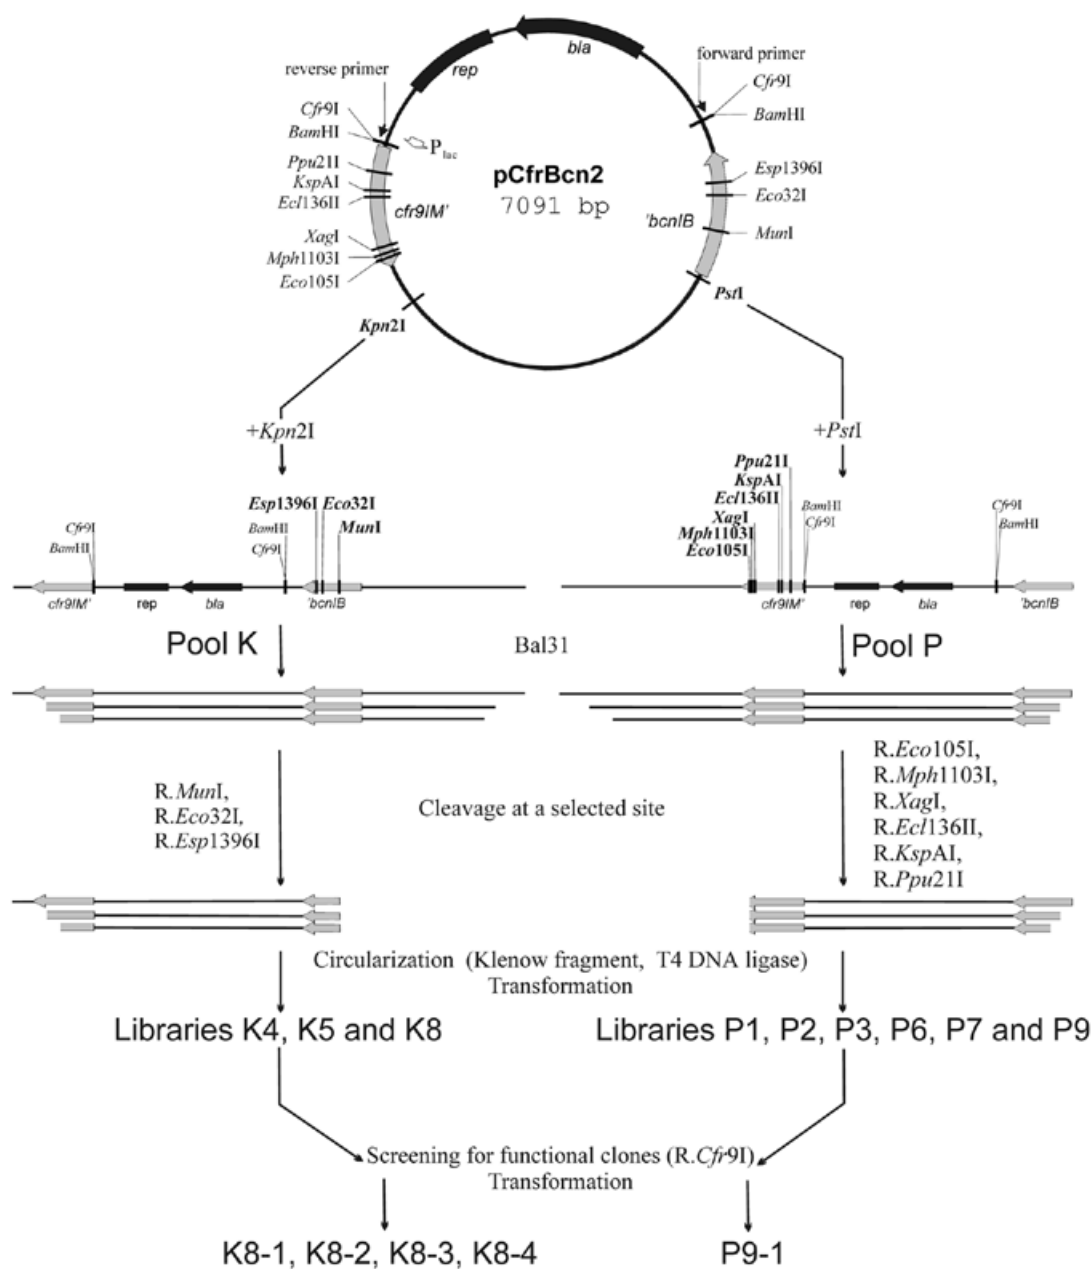 bla
rep
forward primer
reverse primer
Cfr9I
Cfr9I
BamHI
BamHI
Plac
Ppu21I
KspAI
Ecl136II
pCfrBcn2
7091 bp
Esp1396I
Eco32I
cfr9IM'
'bcnIB
MunI
XagI
Mph1103I
Eco105I
PstI
Kpn2I
+Kpn2I
+PstI
Ppu21I
KspAI
Esp1396I Eco32I
Ecl136II
BamHI
Cfr9I
Cfr9I
BamHI
MunI
XagI
Cfr9I
BamHI
BamHI
Cfr9I
Mph1103I
Eco105I
cfr9IM'
rep
bla
'bcnIB
cfr9IM'
rep
bla
'bcnIB
Pool K
Bal31
Pool P
R.MunI,
R.Eco32I,
R.Esp1396I
Cleavage at a selected site
R.Eco105I,
R.Mph1103I,
R.XagI,
R.Ecl136II,
R.KspAI,
R.Ppu21I
Circularization (Klenow fragment, T4 DNA ligase)
Transformation
Libraries K4, K5 and K8
Libraries P1, P2, P3, P6, P7 and P9
Screening for functional clones (R.Cfr9I)
Transformation
K8-1, K8-2, K8-3, K8-4
P9-1